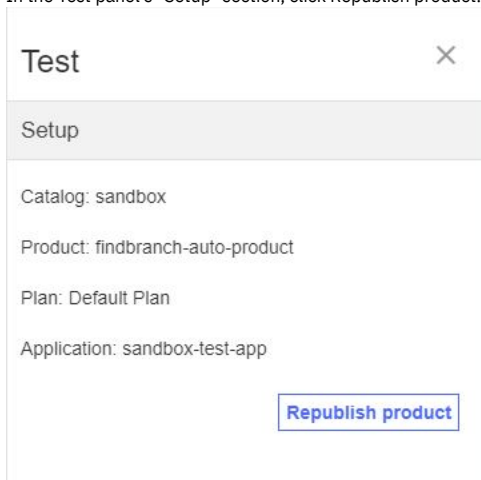 In the Test panel's "Setup" section, click Republish product.
Test
Setup
Catalog: sandbox
Product: findbranch-auto-product
Plan: Default Plan
Application: sandbox-test-app
Republish product